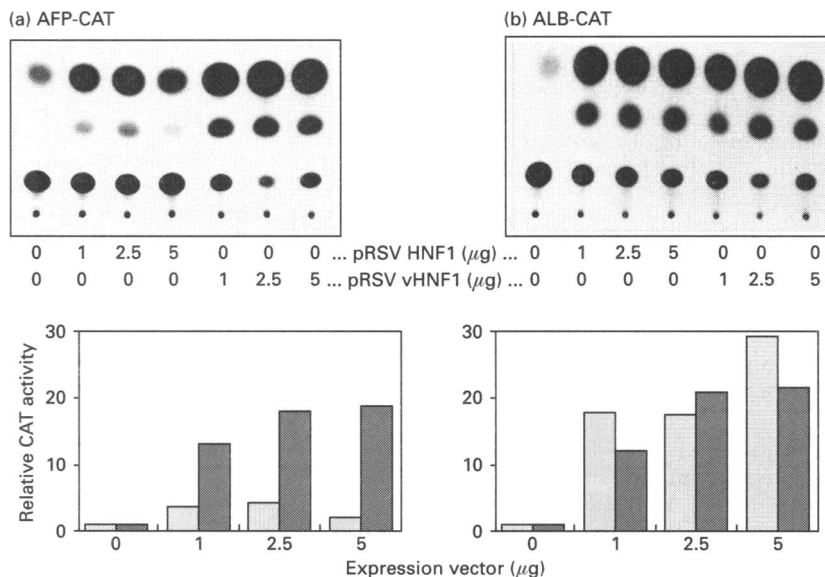 (a) AFP-CAT (b) ALB-CAT
0 1 2.5 5 0 0 0 ... pRSV HNF1 (μg) ... 0 1 2.5 5 0 0 0
0 0 0 0 1 2.5 5 ... pRSV vHNF1 (μg) ... 0 0 0 0 1 2.5 5
30 30
20 20
10 10
0 0
Relative CAT activity
0 1 2.5 5 0 1 2.5 5
Expression vector (μg)